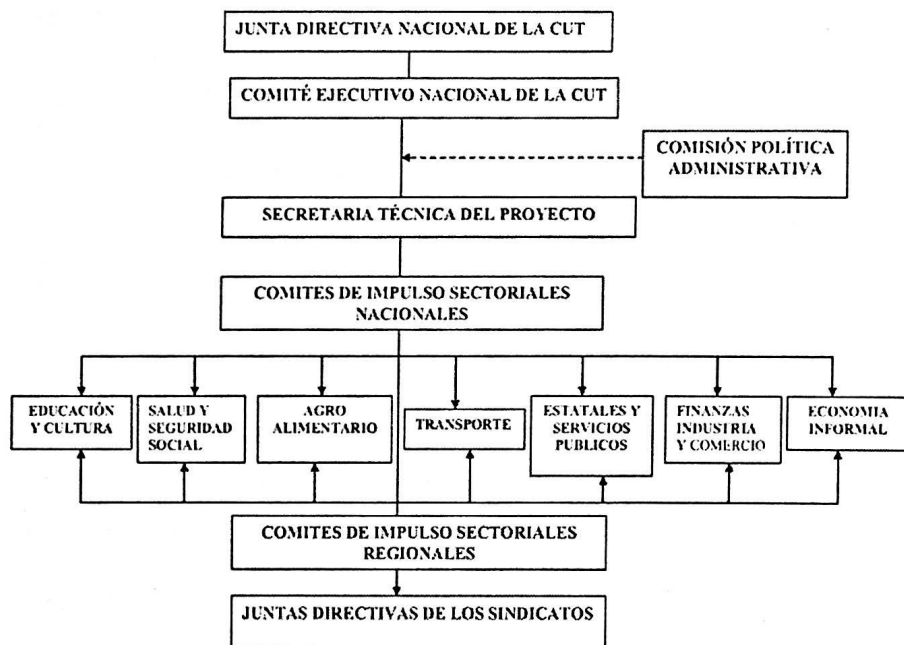 JUNTA DIRECTIVA NACIONAL DE LA CUT
COMITÉ EJECUTIVO NACIONAL DE LA CUT
COMISIÓN POLÍTICA
ADMINISTRATIVA
SECRETARIA TÉCNICA DEL PROYECTO
COMITES DE IMPULSO SECTORIALES
NACIONALES
EDUCACIÓN
Y CULTURA
SALUD Y
SEGURIDAD
SOCIAL
AGRO
ALIMENTARIO
TRANSPORTE
ESTATALES Y
SERVICIOS
PUBLICOS
FINANZAS
INDUSTRIA
Y COMERCIO
ECONOMIA
INFORMAL
COMITES DE IMPULSO SECTORIALES
REGIONALES
JUNTAS DIRECTIVAS DE LOS SINDICATOS